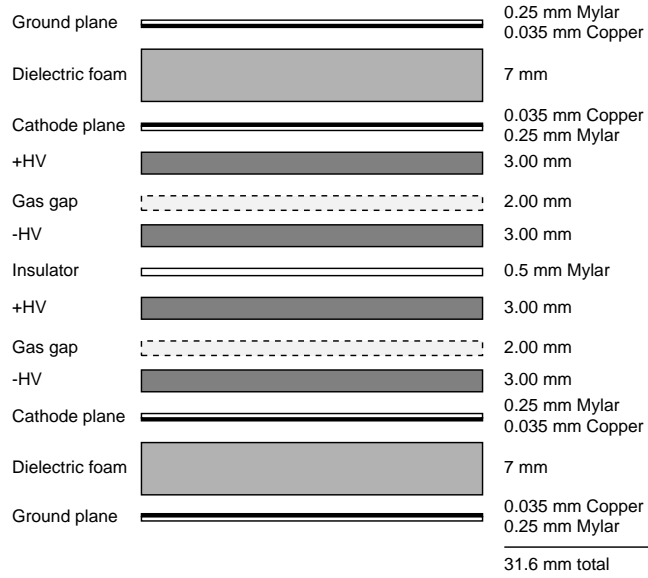 Ground plane
0.25 mm Mylar
0.035 mm Copper
Dielectric foam
7 mm
Cathode plane
0.035 mm Copper
0.25 mm Mylar
+HV
3.00 mm
Gas gap
2.00 mm
-HV
3.00 mm
Insulator
0.5 mm Mylar
+HV
3.00 mm
Gas gap
2.00 mm
-HV
3.00 mm
Cathode plane
0.25 mm Mylar
0.035 mm Copper
Dielectric foam
7 mm
Ground plane
0.035 mm Copper
0.25 mm Mylar
31.6 mm total